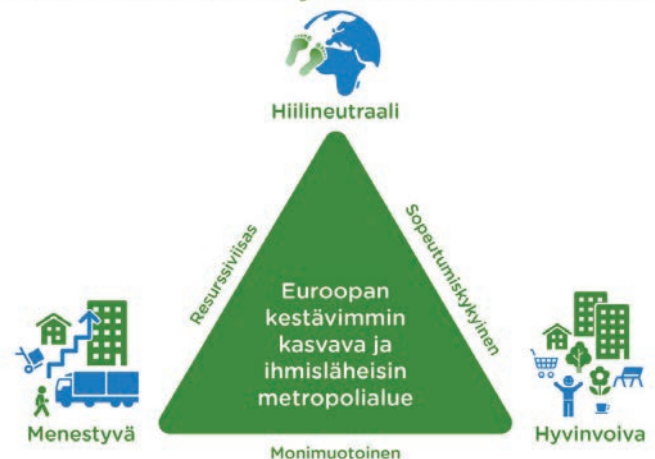 Hiilineutraali
Resurssiviisas
Sopeutumiskykyinen
Euroopan
kestävimmin
kasvava ja
ihmisläheisin
metropolialue
Menestyvä
Monimuotoinen
Hyvinvoiva